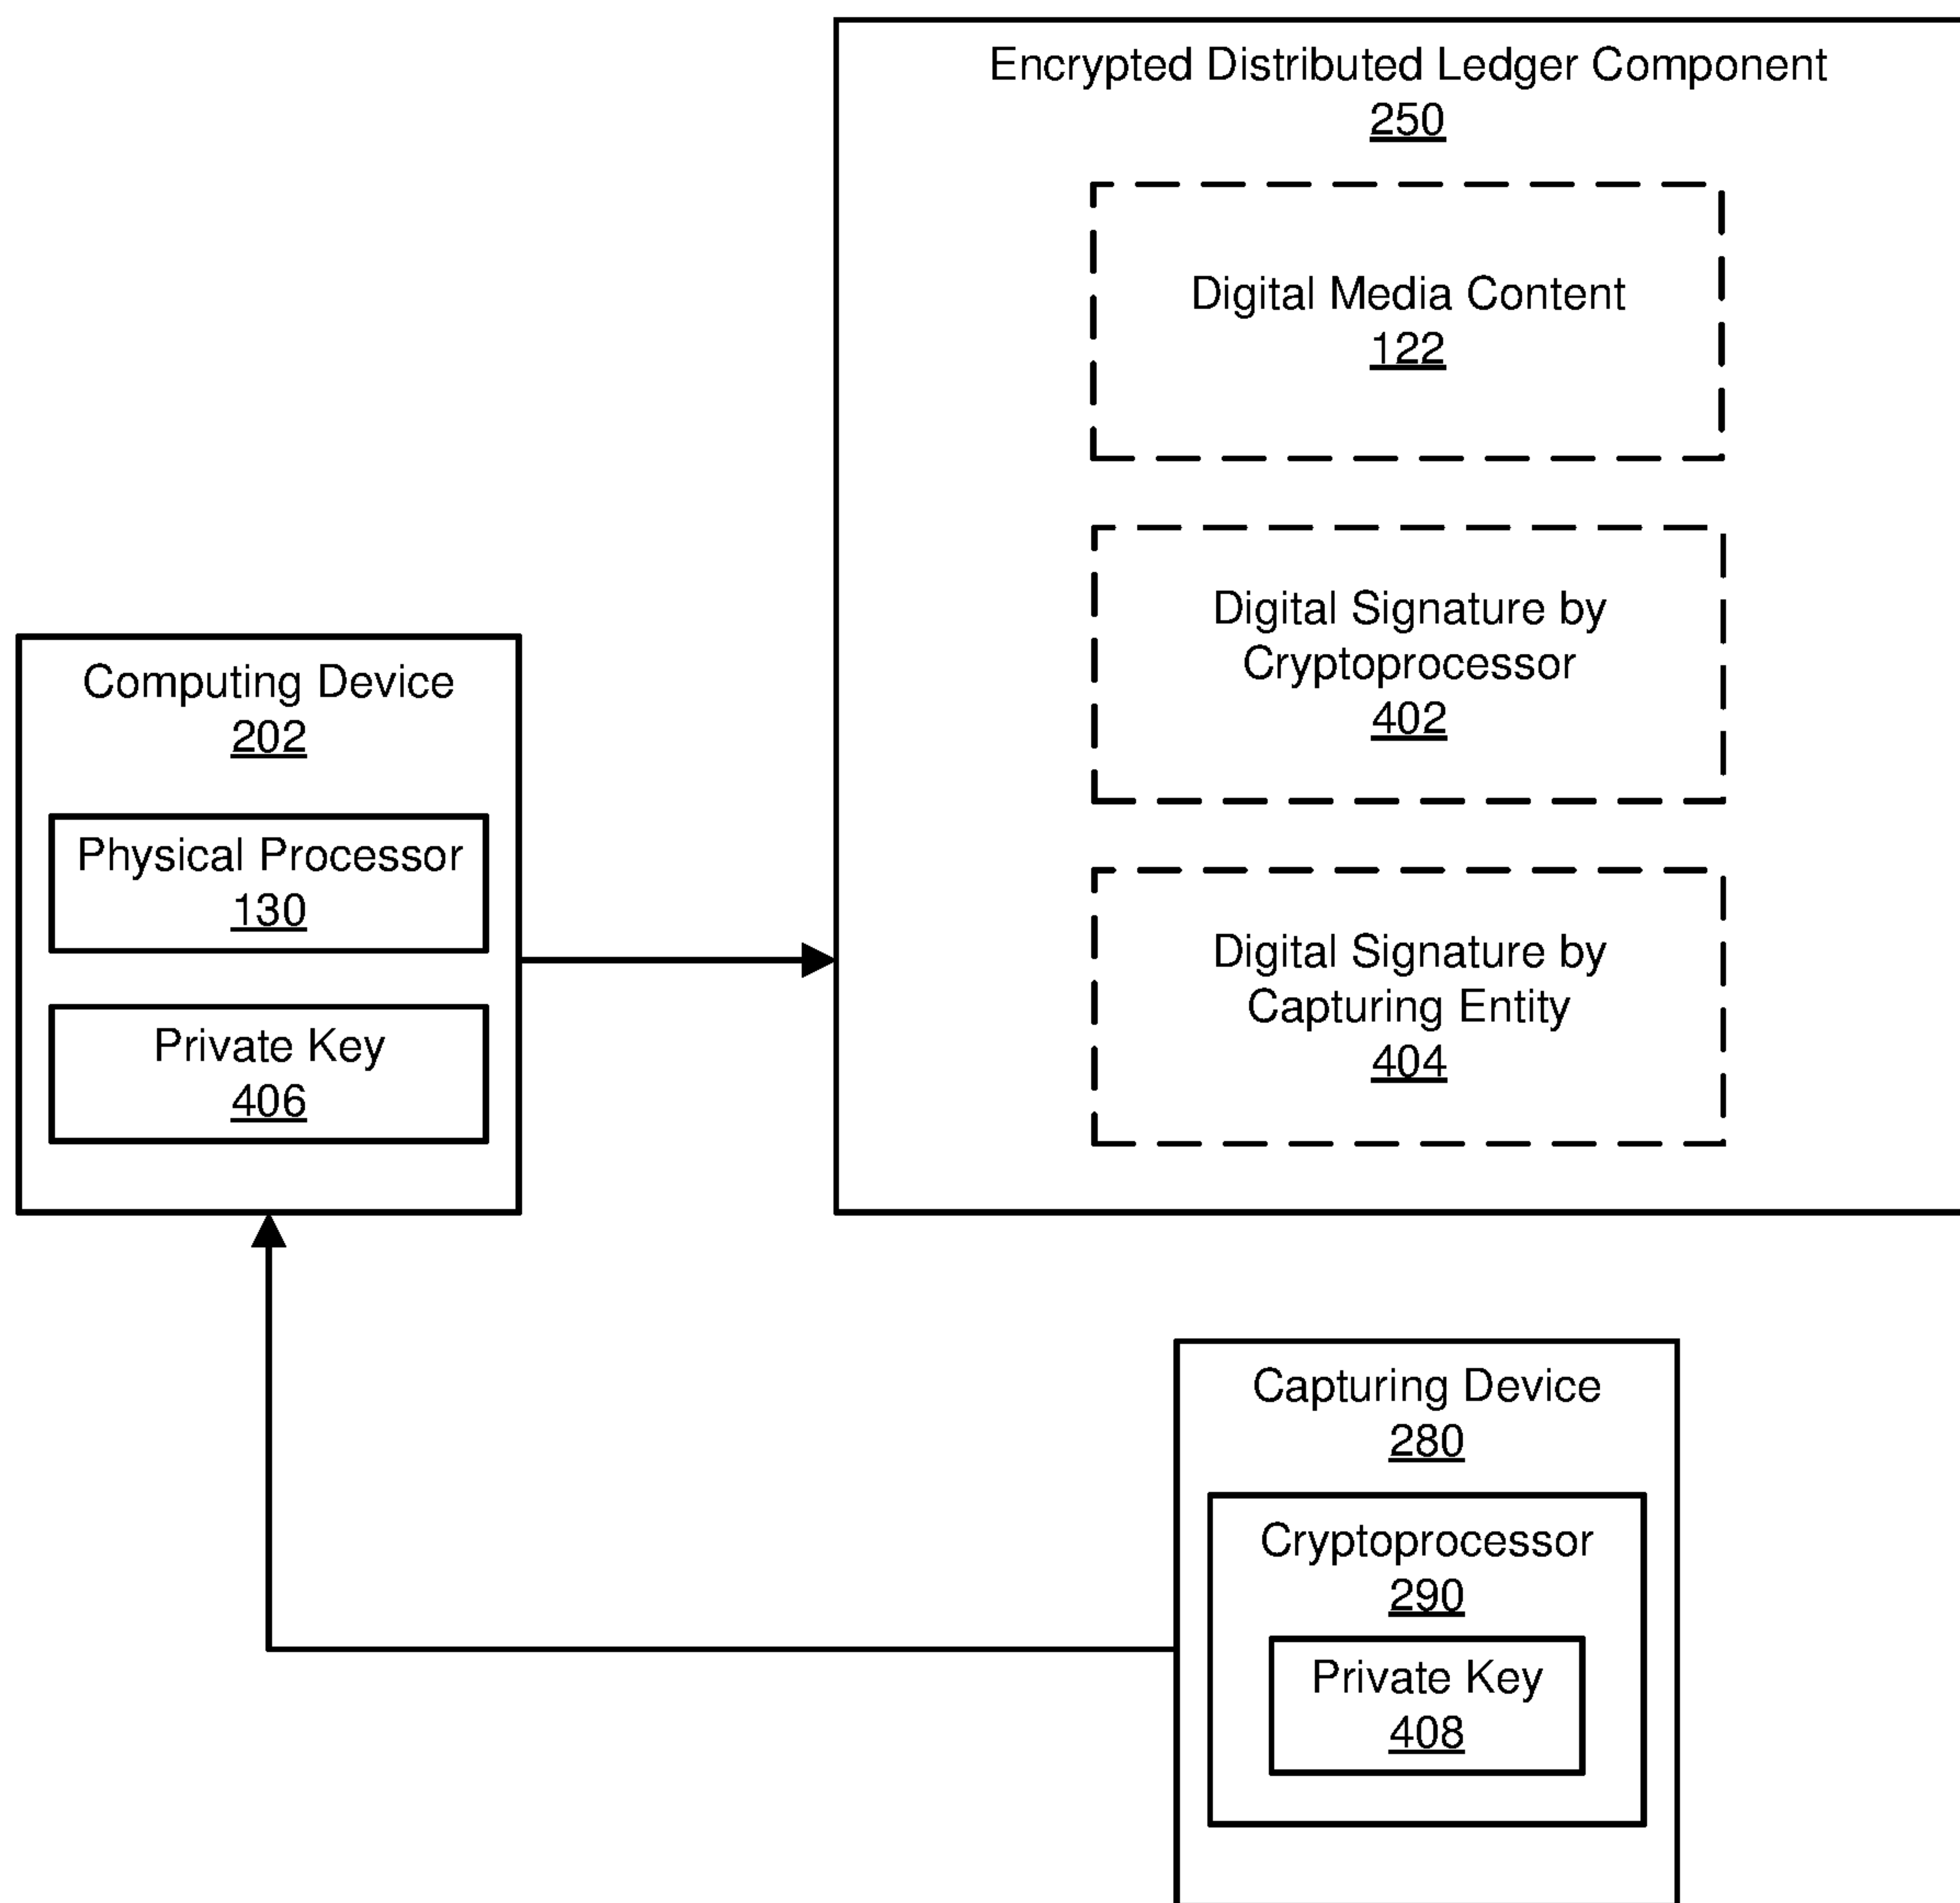 Encrypted Distributed Ledger Component
250
Digital Media Content
122
Digital Signature by
Cryptoprocessor
402
Digital Signature by
Capturing Entity
404
Computing Device
202
Physical Processor
130
Private Key
406
Capturing Device
280
Cryptoprocessor
290
Private Key
408